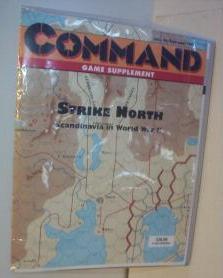 COMMAND
GAME SUPPLEMENT
STRIKE NORTH
Scandinavia in World War II